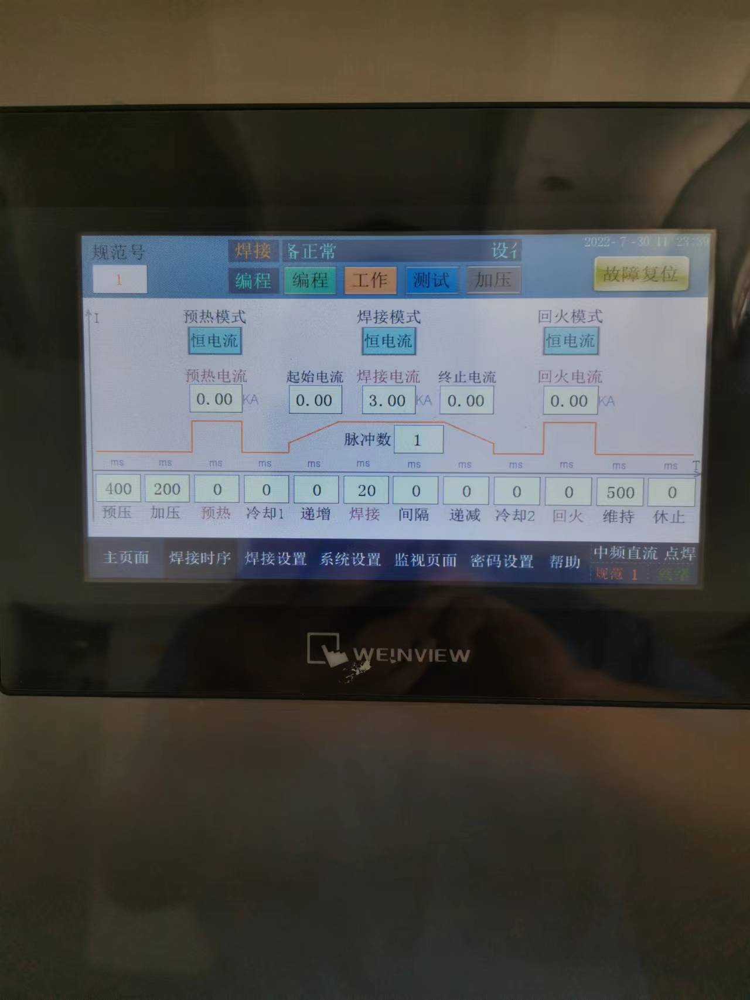 规范号 焊接 备正常 设备 2022-7-30 11 23:39
1 编程 编程 工作 测试 加压 故障复位
I 预热模式 焊接模式 回火模式
恒电流 恒电流 恒电流
预热电流 起始电流 焊接电流 终止电流 回火电流
0.00 KA 0.00 3.00 KA 0.00 0.00 KA
脉冲数 1
ms ms ms ms ms ms ms ms ms ms ms ms T
400 200 0 0 0 20 0 0 0 0 500 0
预压 加压 预热 冷却1 递增 焊接 间隔 递减 冷却2 回火 维持 休止
主页面 焊接时序 焊接设置 系统设置 监视页面 密码设置 帮助 中频直流 点焊
规范 1
WEINVIEW